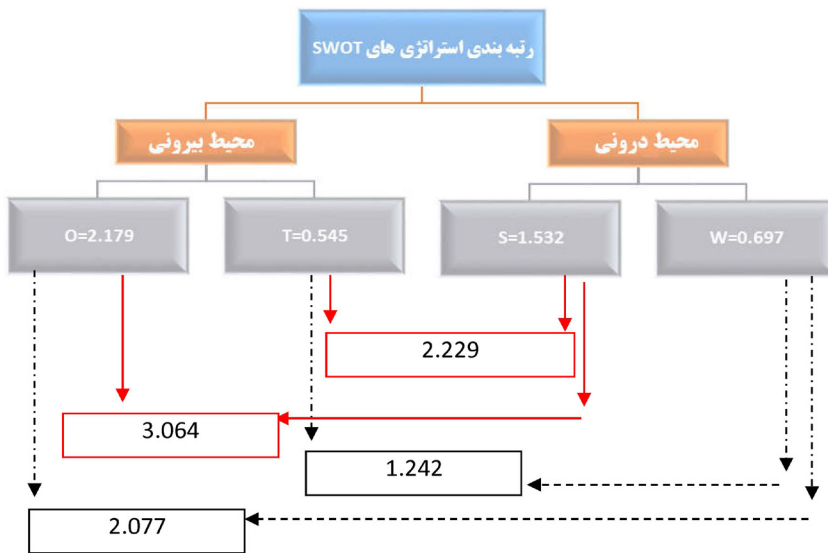 رتبه بندی استراتژی های SWOT
محیط درونی
محیط بیرونی
O=2.179
T=0.545
S=1.532
W=0.697
2.229
3.064
1.242
2.077